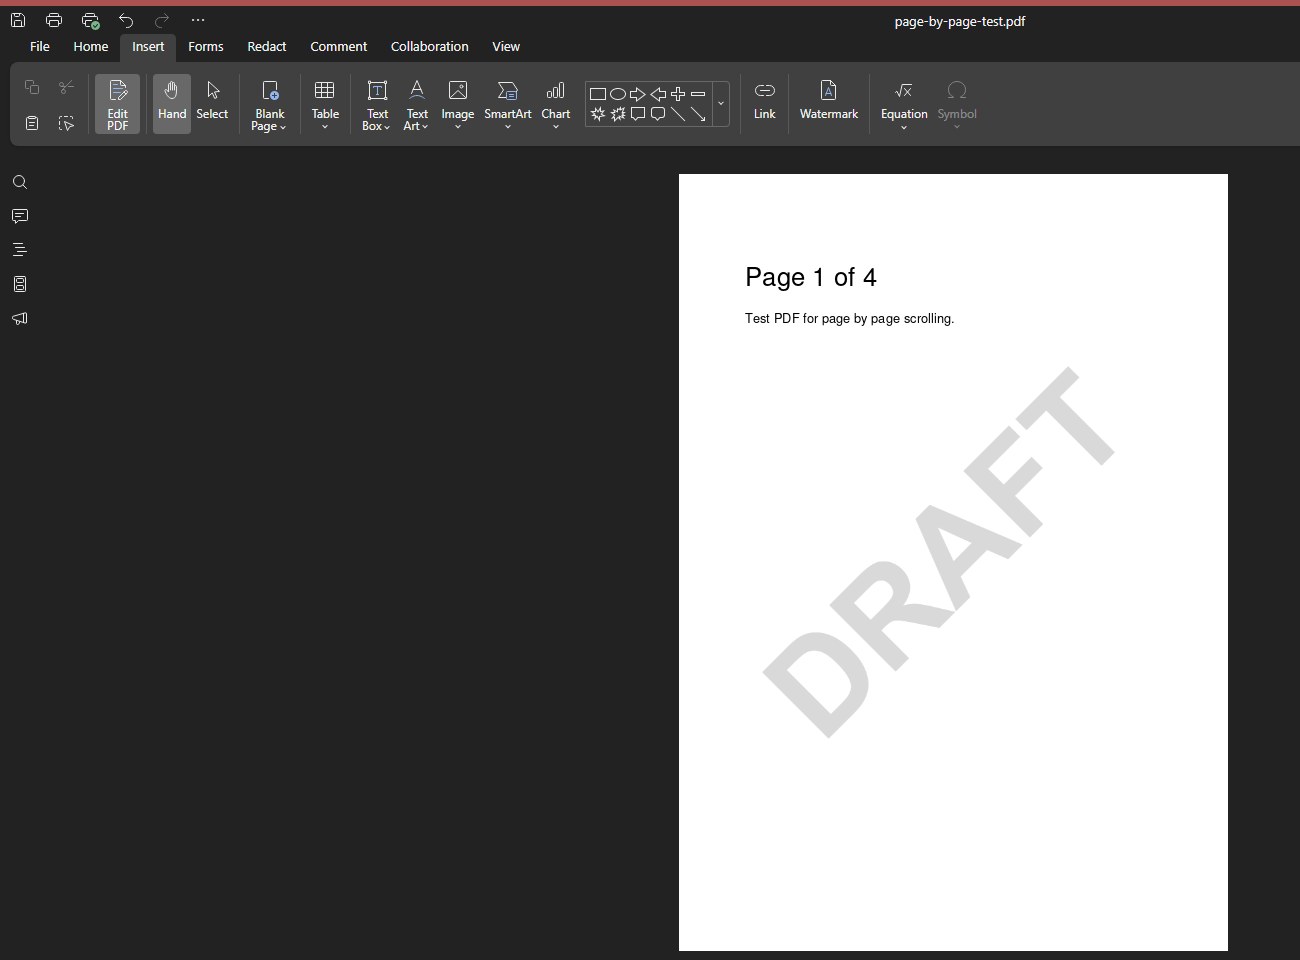 page-by-page-test.pdf
File Home Insert Forms Redact Comment Collaboration View
Edit PDF
Hand
Select
Blank Page
Table
Text Box
Text Art
Image
SmartArt
Chart
Link
Watermark
Equation
Symbol
Page 1 of 4
Test PDF for page by page scrolling.
DRAFT